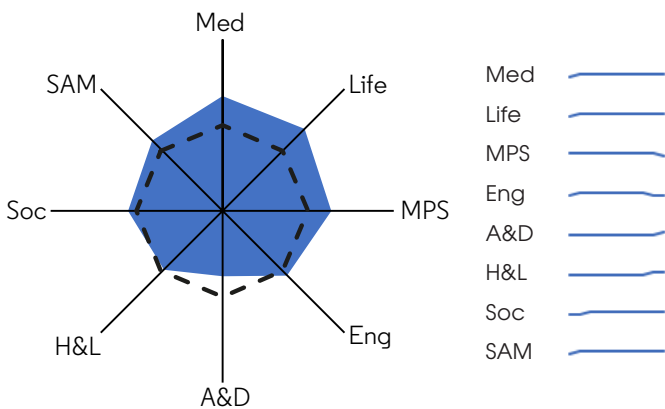 Med
Life
MPS
Eng
A&D
H&L
Soc
SAM
Med
Life
MPS
Eng
A&D
H&L
Soc
SAM